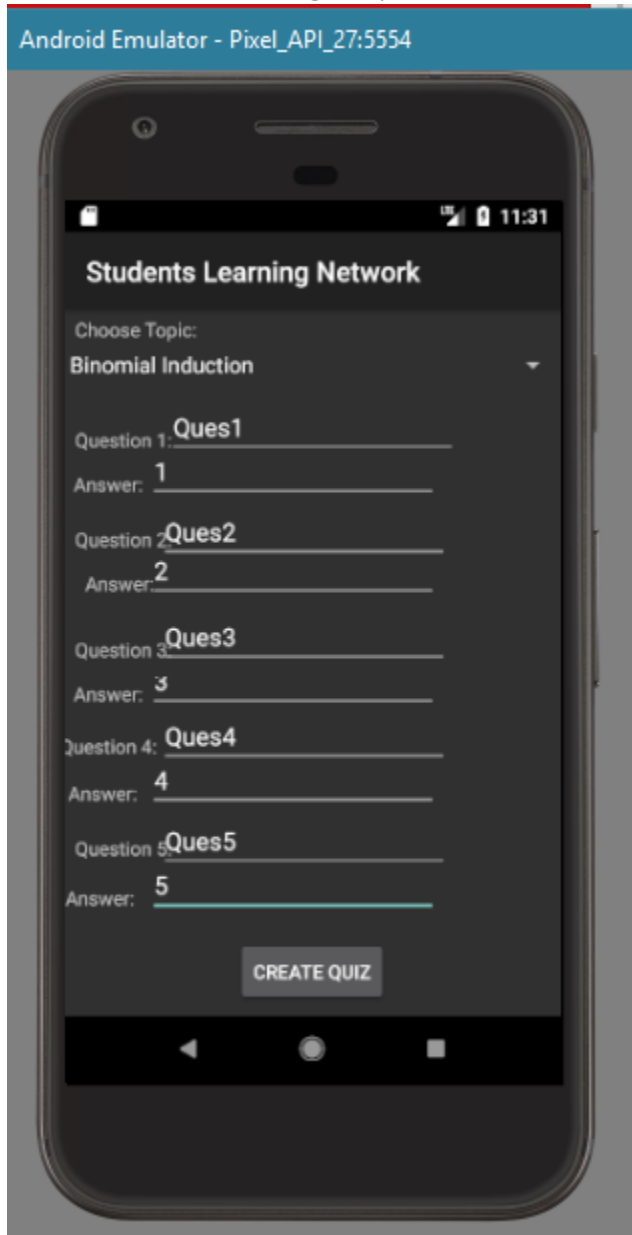 Android Emulator - Pixel_API_27:5554
LTE 11:31
Students Learning Network
Choose Topic:
Binomial Induction
Question 1: Ques1
Answer: 1
Question 2: Ques2
Answer: 2
Question 3: Ques3
Answer: 3
Question 4: Ques4
Answer: 4
Question 5: Ques5
Answer: 5
CREATE QUIZ